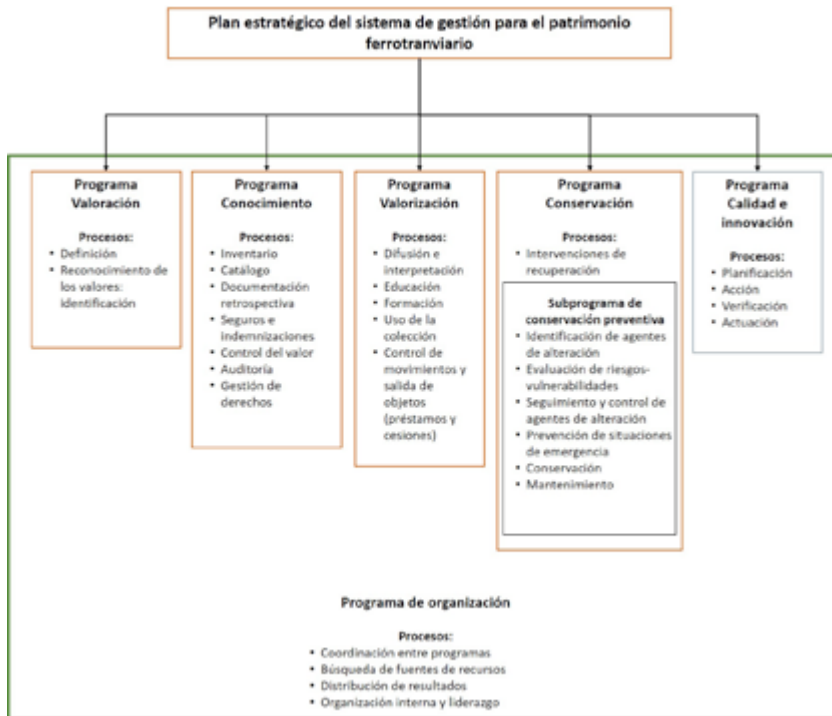 Plan estratégico del sistema de gestión para el patrimonio
ferrotranviario
Programa
Valoración
Procesos:
• Definición
• Reconocimiento de
los valores:
identificación
Programa
Conocimiento
Procesos:
• Inventario
• Catálogo
• Documentación
retrospectiva
• Seguros e
indemnizaciones
• Control del valor
• Auditoría
• Gestión de
derechos
Programa
Valorización
Procesos:
• Difusión e
interpretación
• Educación
• Formación
• Uso de la
colección
• Control de
movimientos y
salida de
objetos
(préstamos y
cesiones)
Programa
Conservación
Procesos:
• Intervenciones de
recuperación
Subprograma de
conservación preventiva
• Identificación de agentes
de alteración
• Evaluación de riesgos-
vulnerabilidades
• Seguimiento y control de
agentes de alteración
• Prevención de situaciones
de emergencia
• Conservación
• Mantenimiento
Programa
Calidad e
innovación
Procesos:
• Planificación
• Acción
• Verificación
• Actuación
Programa de organización
Procesos:
• Coordinación entre programas
• Búsqueda de fuentes de recursos
• Distribución de resultados
• Organización interna y liderazgo